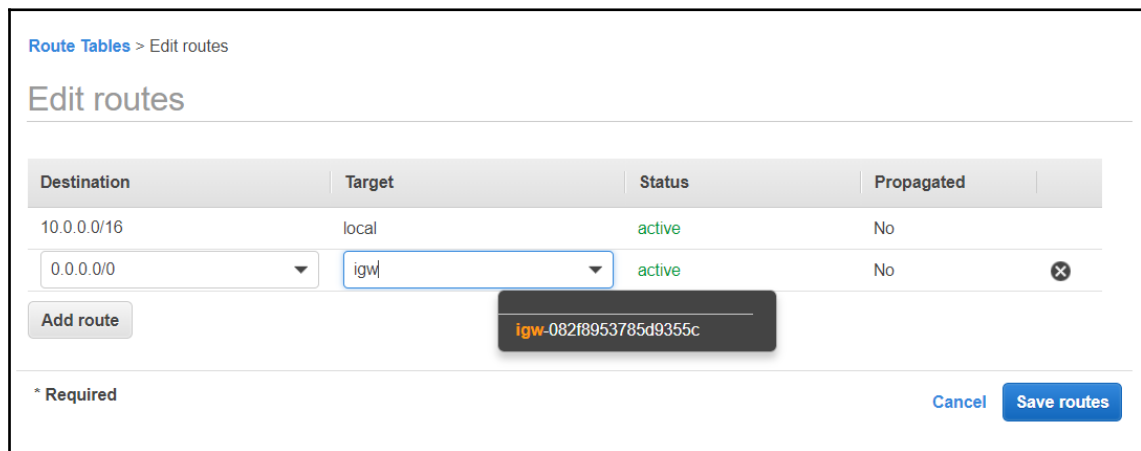 Route Tables > Edit routes
Edit routes
Destination Target Status Propagated
10.0.0.0/16 local active No
0.0.0.0/0 igw active No
igw-082f8953785d9355c
Add route
* Required
Cancel Save routes